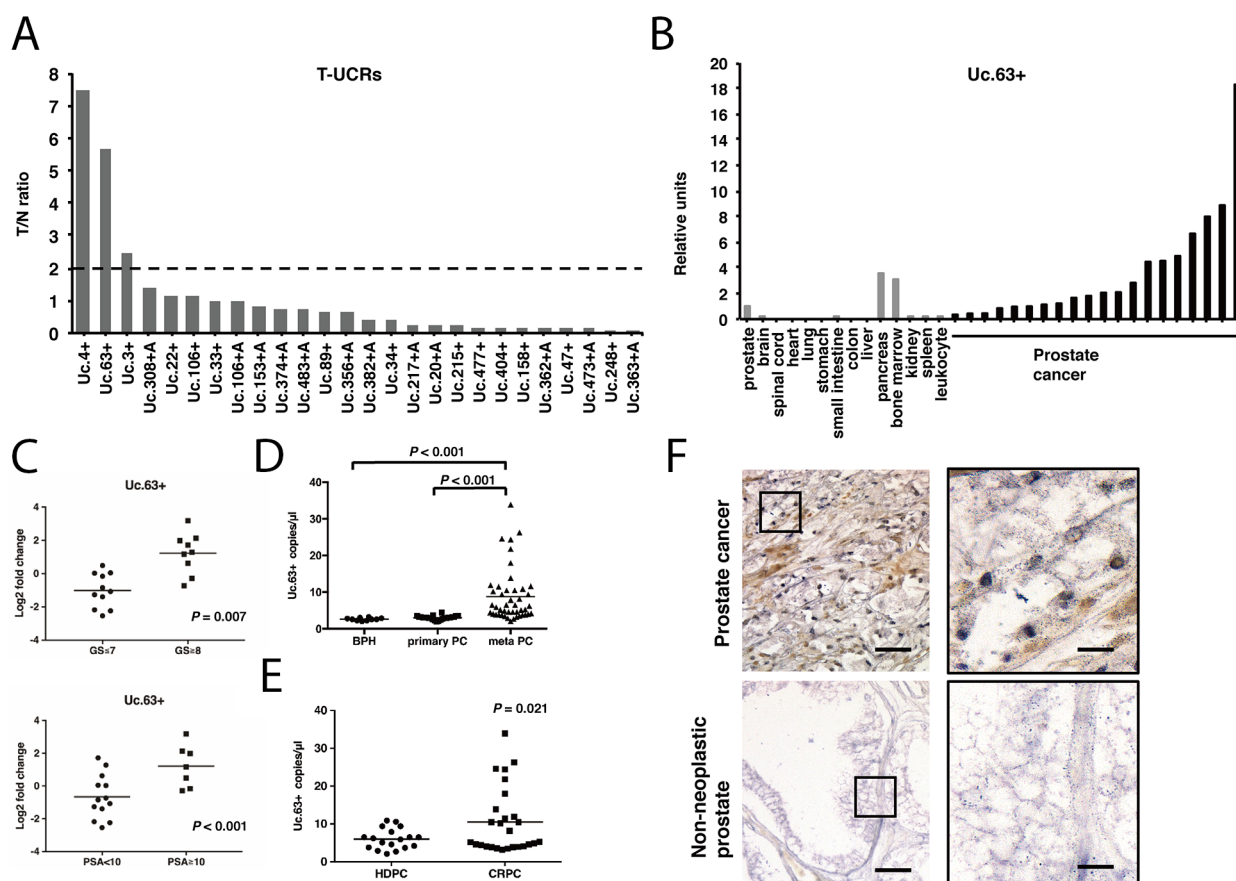 A
T-UCRs
T/N ratio
8
7
6
5
4
3
2
1
0
Uc.4+
Uc.63+
Uc.3+
Uc.308+A
Uc.22+
Uc.106+
Uc.33+
Uc.106+A
Uc.153+A
Uc.374+A
Uc.483+A
Uc.89+
Uc.356+A
Uc.382+A
Uc.34+
Uc.217+A
Uc.20+A
Uc.215+
Uc.477+
Uc.404+
Uc.158+
Uc.362+A
Uc.47+
Uc.473+A
Uc.248+
Uc.363+A
B
Uc.63+
Relative units
20
18
16
14
12
10
8
6
4
2
0
prostate
brain
spinal cord
heart
lung
stomach
small intestine
colon
liver
pancreas
bone marrow
kidney
spleen
leukocyte
Prostate
cancer
C
Uc.63+
Log2 fold change
4
2
0
-2
-4
P = 0.007
GS≤7
GS≥8
Uc.63+
Log2 fold change
4
2
0
-2
-4
P < 0.001
PSA<10
PSA≥10
D
P < 0.001
P < 0.001
Uc.63+ copies/μl
40
30
20
10
0
BPH
primary PC
meta PC
E
P = 0.021
Uc.63+ copies/μl
40
30
20
10
0
HDPC
CRPC
F
Prostate cancer
Non-neoplastic
prostate